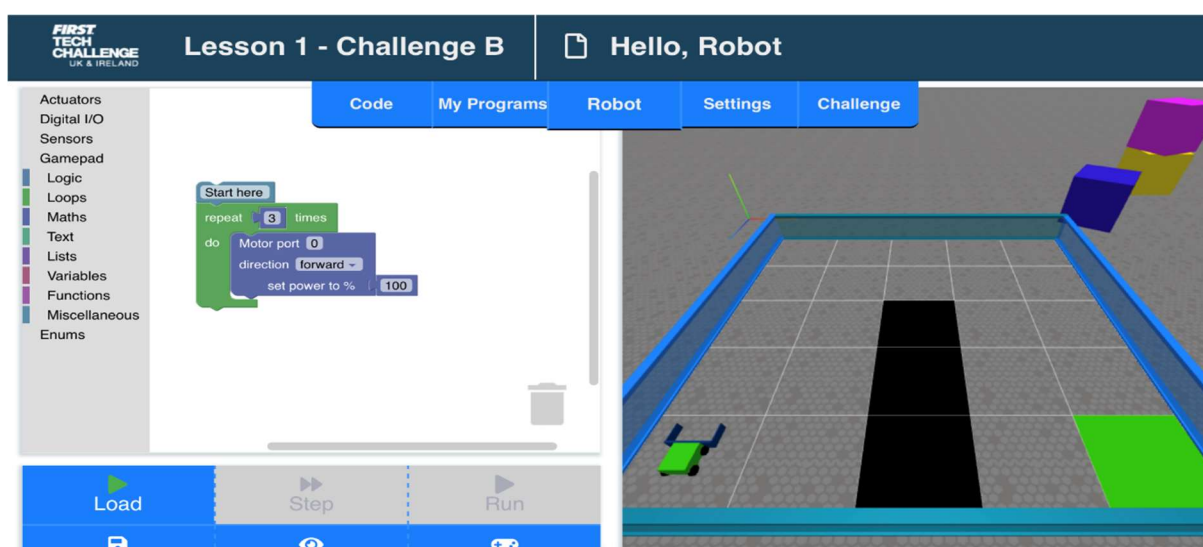 FIRST
TECH
CHALLENGE
UK & IRELAND
Lesson 1 - Challenge B
Hello, Robot
Code
My Programs
Robot
Settings
Challenge
Actuators
Digital I/O
Sensors
Gamepad
Logic
Loops
Maths
Text
Lists
Variables
Functions
Miscellaneous
Enums
Start here
repeat 3 times
do Motor port 0
direction forward
set power to % 100
Load
Step
Run